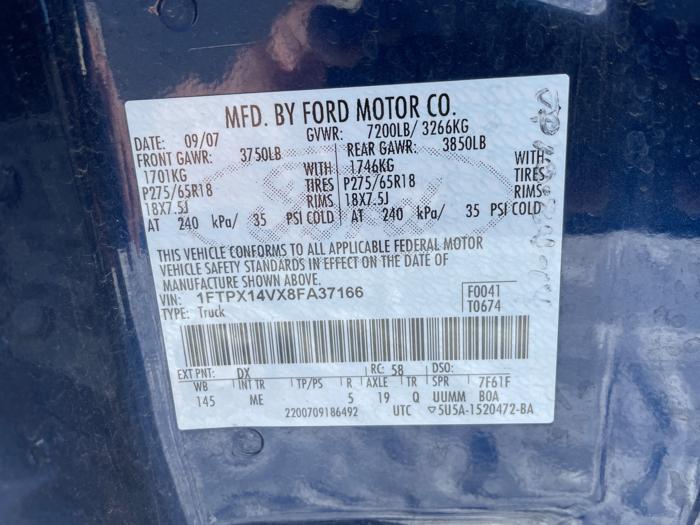 MFD. BY FORD MOTOR CO.
DATE: 09/07 GVWR: 7200LB/ 3266KG
FRONT GAWR: 3750LB REAR GAWR: 3850LB
1701KG WITH 1746KG WITH
P275/65R18 TIRES P275/65R18 TIRES
18X7.5J RIMS 18X7.5J RIMS
AT 240 kPa/ 35 PSI COLD AT 240 kPa/ 35 PSI COLD
THIS VEHICLE CONFORMS TO ALL APPLICABLE FEDERAL MOTOR
VEHICLE SAFETY STANDARDS IN EFFECT ON THE DATE OF
MANUFACTURE SHOWN ABOVE.
VIN: 1FTPX14VX8FA37166 F0041
TYPE: Truck T0674
EXT PNT: DX RC: 58 DSO:
WB INT TR TP/PS R AXLE TR SPR 7F61F
145 ME 5 19 Q UUMM BOA
2200709186492 UTC ▽5U5A-1520472-BA